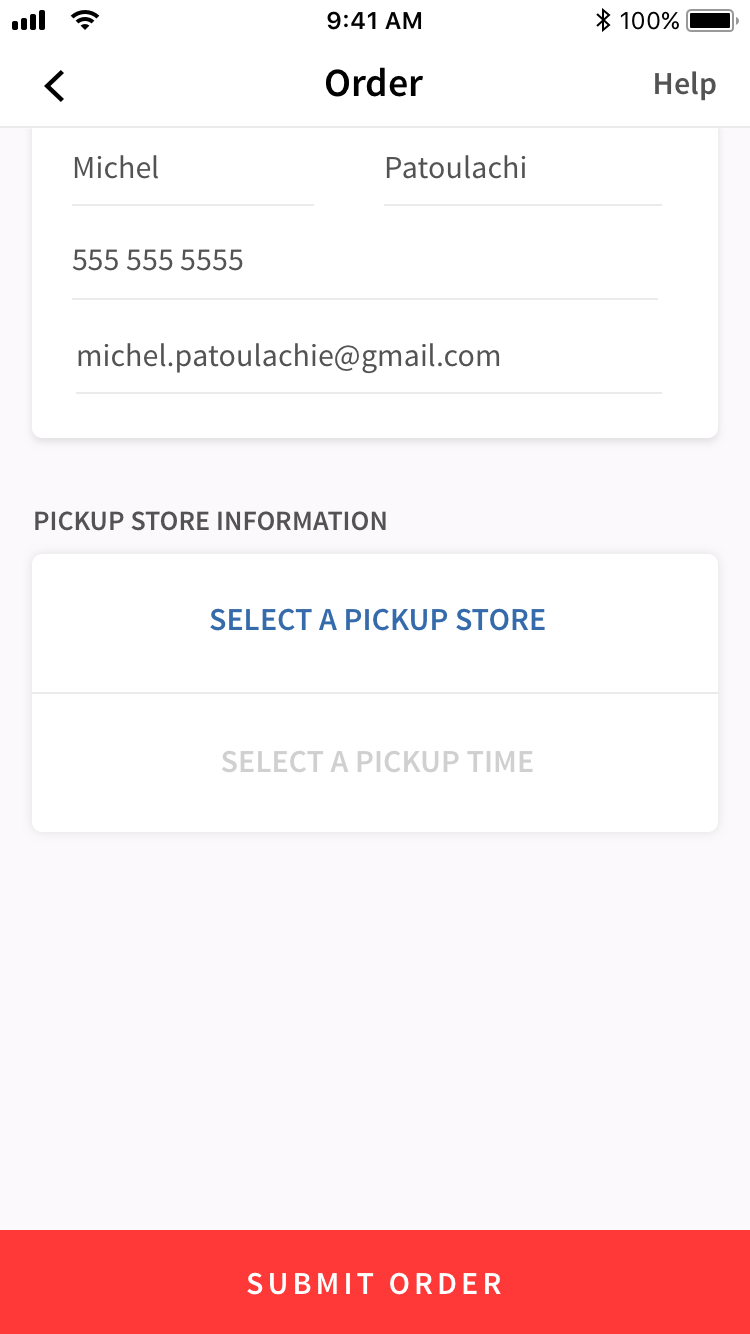 9:41 AM 100%
Order Help
Michel Patoulachi
555 555 5555
michel.patoulachie@gmail.com
PICKUP STORE INFORMATION
SELECT A PICKUP STORE
SELECT A PICKUP TIME
SUBMIT ORDER